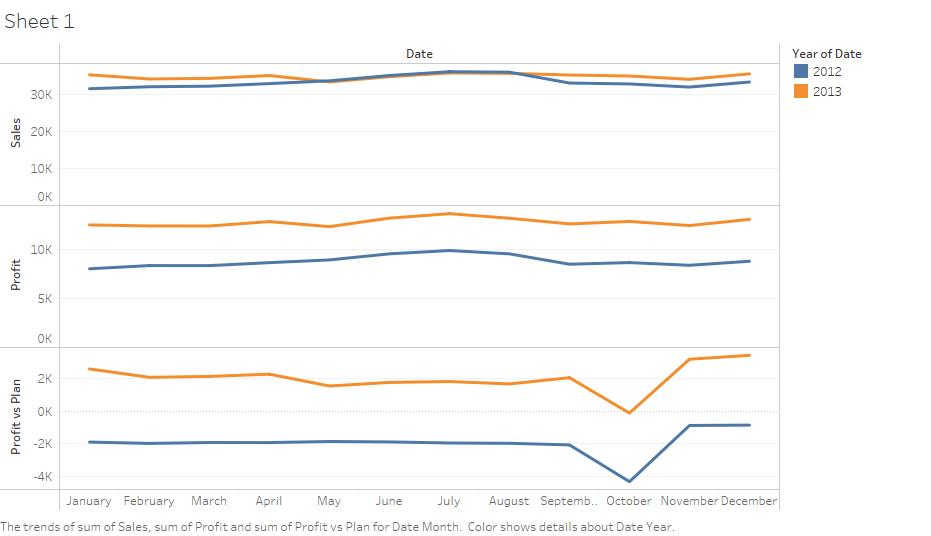 Sheet 1
Date
Year of Date
2012
2013
Sales
30K
20K
10K
0K
Profit
10K
5K
0K
Profit vs Plan
2K
0K
-2K
-4K
January February March April May June July August Septemb.. October November December
The trends of sum of Sales, sum of Profit and sum of Profit vs Plan for Date Month. Color shows details about Date Year.